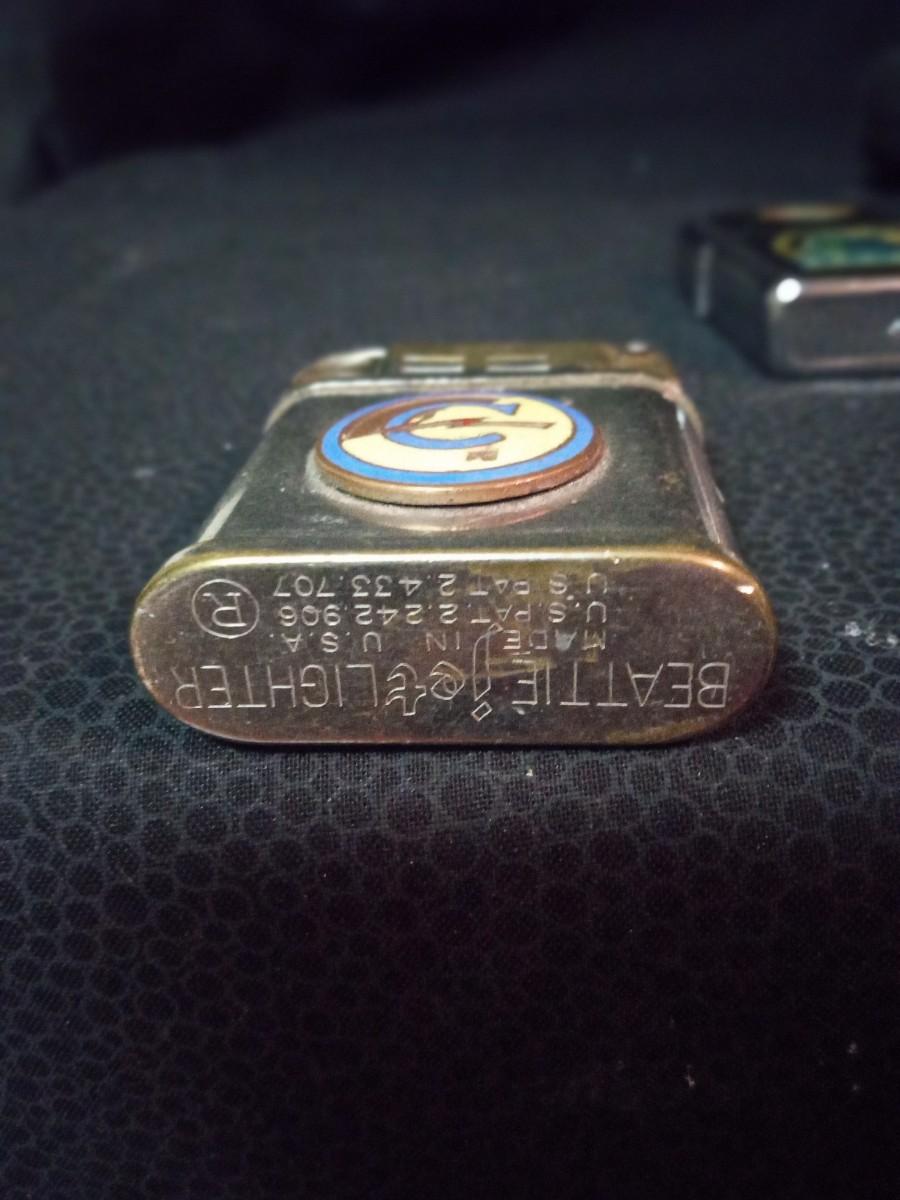 BEATTIE jet LIGHTER
MADE IN U.S.A.
U.S.PAT. 2.242.906
U.S.PAT. 2.433.707
®